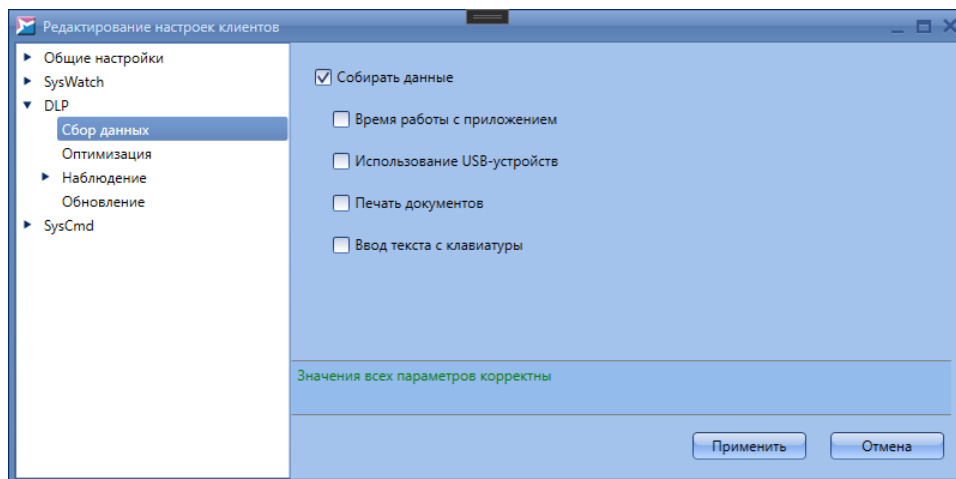 Редактирование настроек клиентов
Общие настройки
SysWatch
DLP
Сбор данных
Оптимизация
Наблюдение
Обновление
SysCmd
Собирать данные
Время работы с приложением
Использование USB-устройств
Печать документов
Ввод текста с клавиатуры
Значения всех параметров корректны
Применить
Отмена